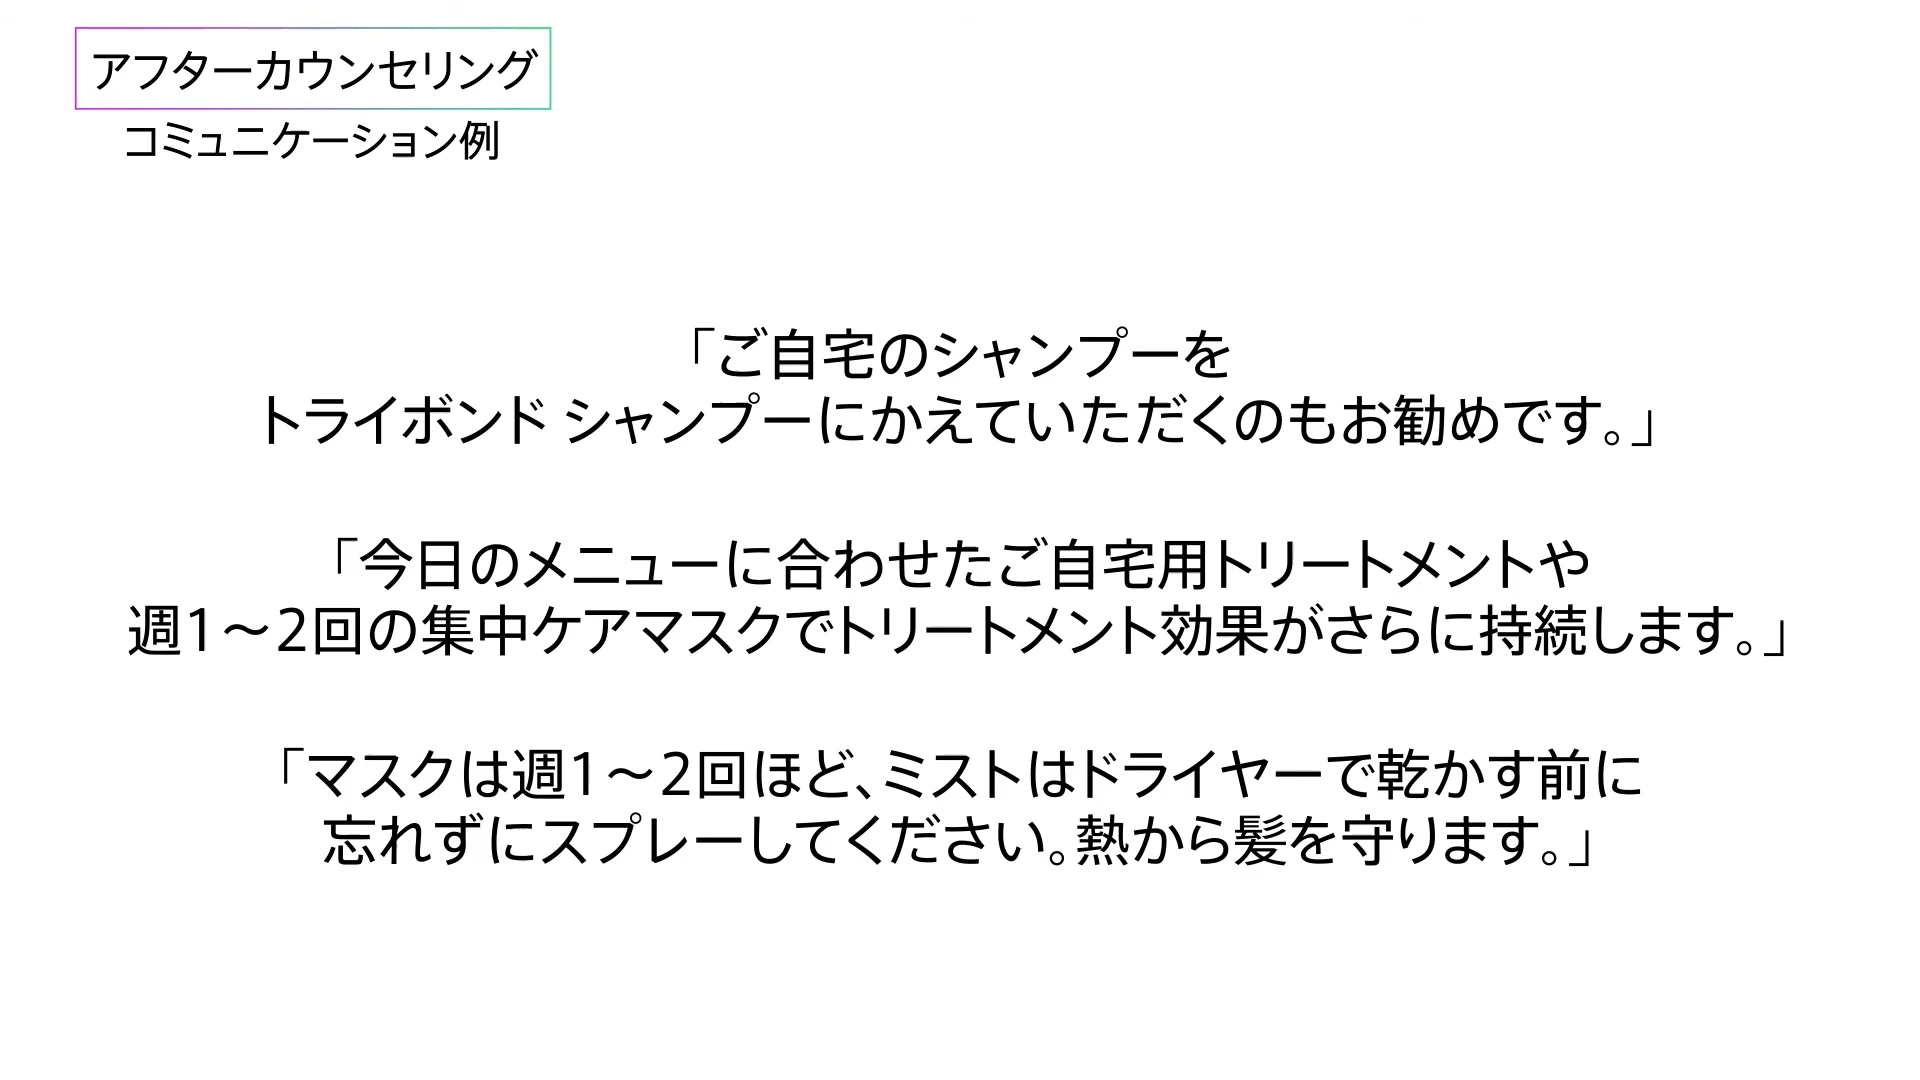 アフターカウンセリング
コミュニケーション例
「ご自宅のシャンプーを
トライボンド シャンプーにかえていただくのもお勧めです。」
「今日のメニューに合わせたご自宅用トリートメントや
週1～2回の集中ケアマスクでトリートメント効果がさらに持続します。」
「マスクは週1～2回ほど、ミストはドライヤーで乾かす前に
忘れずにスプレーしてください。熱から髪を守ります。」